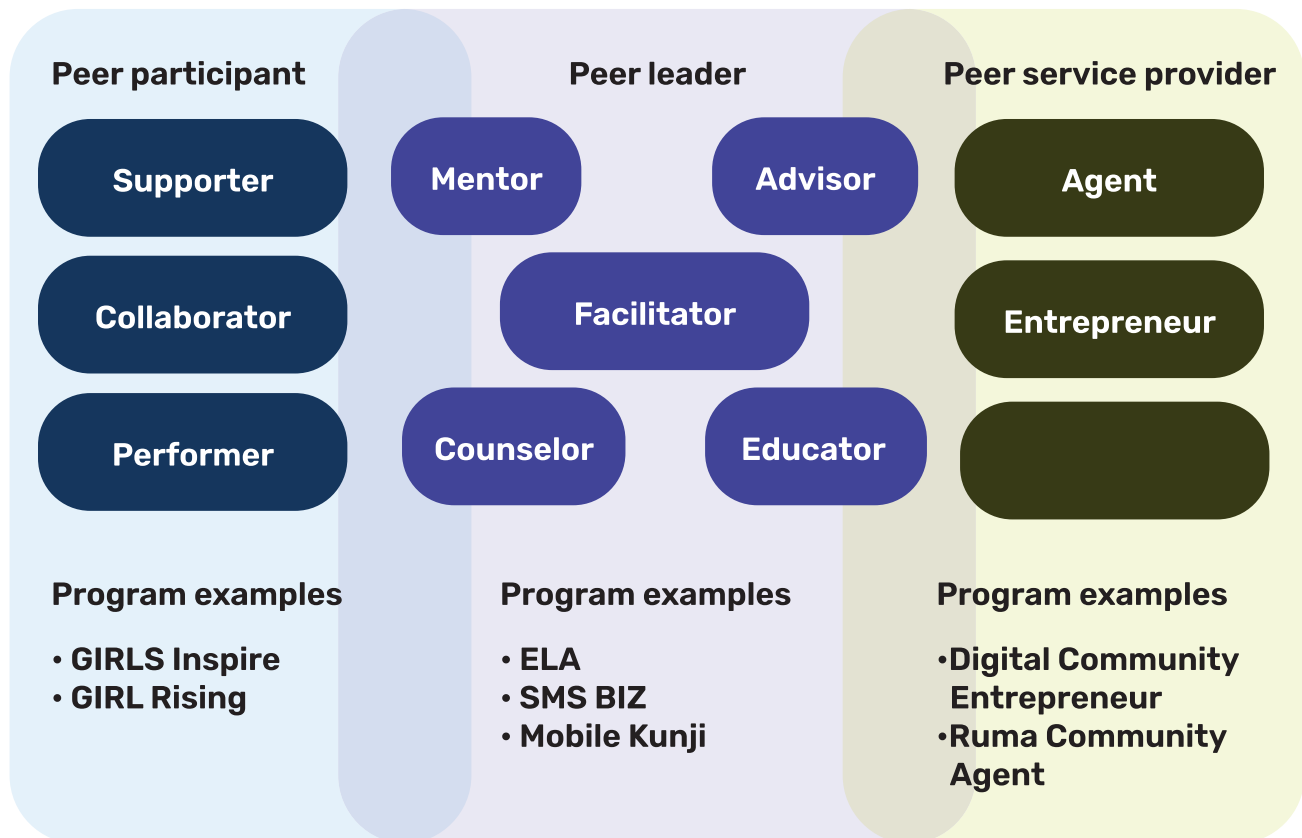 Peer participant
Supporter
Collaborator
Performer
Program examples
• GIRLS Inspire
• GIRL Rising
Peer leader
Mentor
Advisor
Facilitator
Counselor
Educator
Program examples
• ELA
• SMS BIZ
• Mobile Kunji
Peer service provider
Agent
Entrepreneur
Program examples
•Digital Community
Entrepreneur
•Ruma Community
Agent